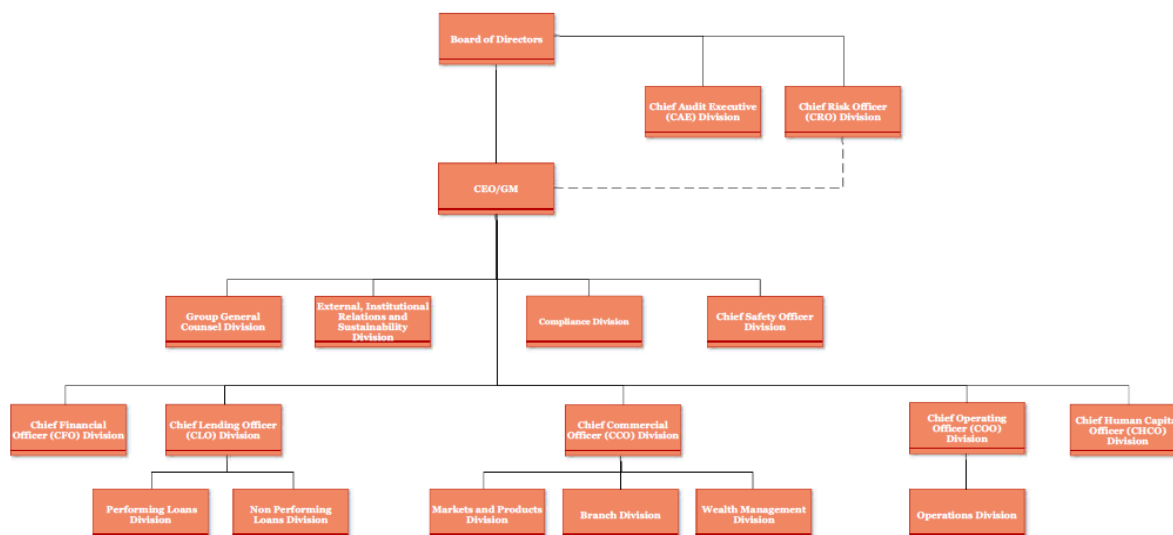 Board of Directors
Chief Audit Executive
(CAE) Division
Chief Risk Officer
(CRO) Division
CEO/GM
Group General
Counsel Division
External, Institutional
Relations and
Sustainability
Division
Compliance Division
Chief Safety Officer
Division
Chief Financial
Officer (CFO) Division
Chief Lending Officer
(CLO) Division
Chief Commercial
Officer (CCO) Division
Chief Operating
Officer (COO)
Division
Chief Human Capita
Officer (CHCO)
Division
Performing Loans
Division
Non Performing
Loans Division
Markets and Products
Division
Branch Division
Wealth Management
Division
Operations Division